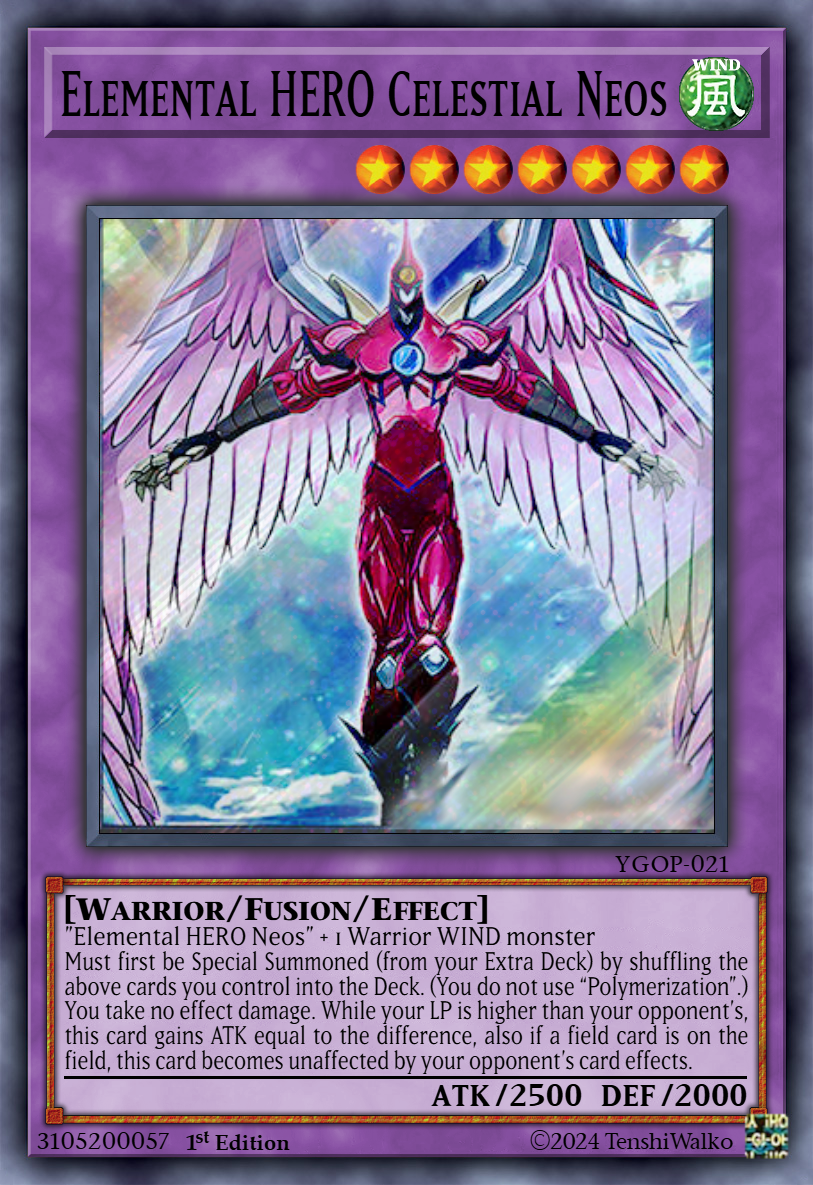 Elemental HERO Celestial Neos
WIND
風
YGOP-021
[Warrior/Fusion/Effect]
"Elemental HERO Neos" + 1 Warrior WIND monster
Must first be Special Summoned (from your Extra Deck) by shuffling the
above cards you control into the Deck. (You do not use “Polymerization”.)
You take no effect damage. While your LP is higher than your opponent’s,
this card gains ATK equal to the difference, also if a field card is on the
field, this card becomes unaffected by your opponent’s card effects.
ATK/2500 DEF/2000
3105200057 1st Edition ©2024 TenshiWalko